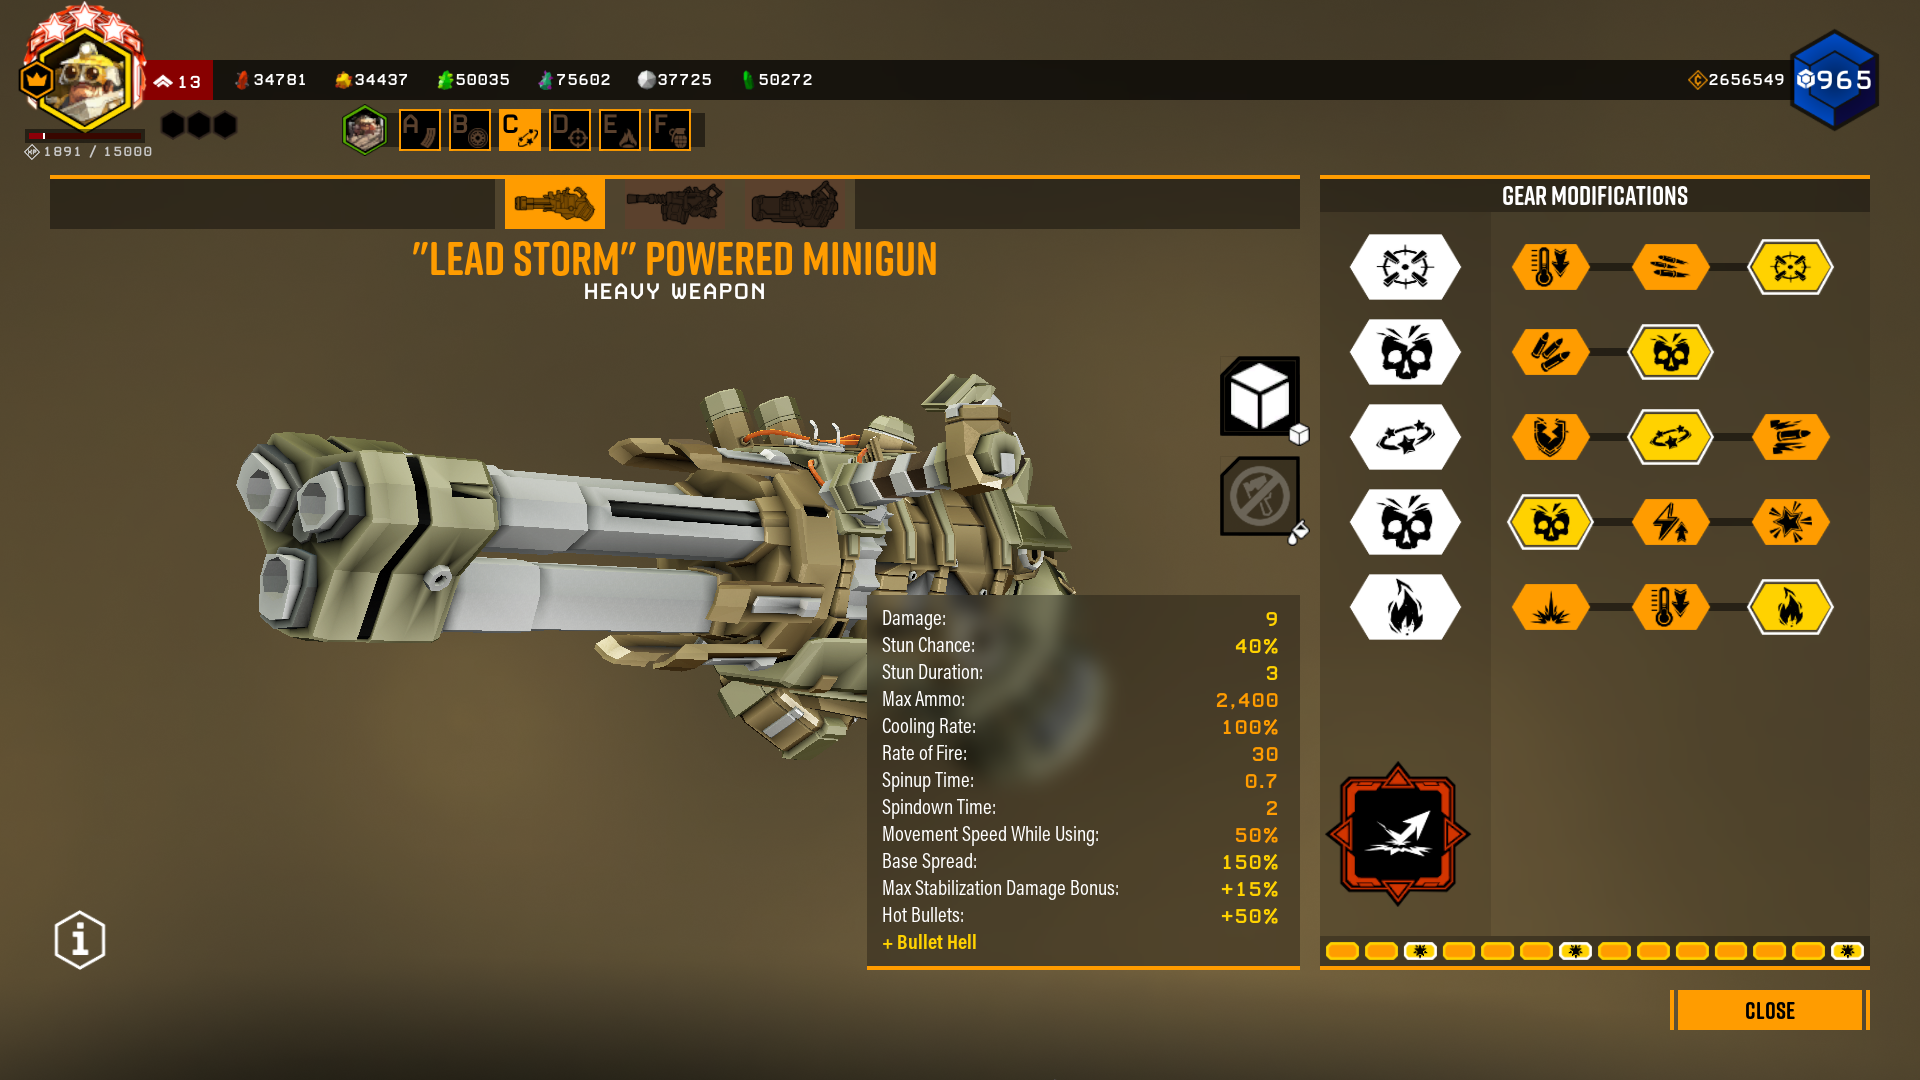 13
34781
34437
50035
75602
37725
50272
2656549
965
1891 / 15000
A
B
C
D
E
F
GEAR MODIFICATIONS
"LEAD STORM" POWERED MINIGUN
HEAVY WEAPON
Damage: 9
Stun Chance: 40%
Stun Duration: 3
Max Ammo: 2,400
Cooling Rate: 100%
Rate of Fire: 30
Spinup Time: 0.7
Spindown Time: 2
Movement Speed While Using: 50%
Base Spread: 150%
Max Stabilization Damage Bonus: +15%
Hot Bullets: +50%
+ Bullet Hell
CLOSE